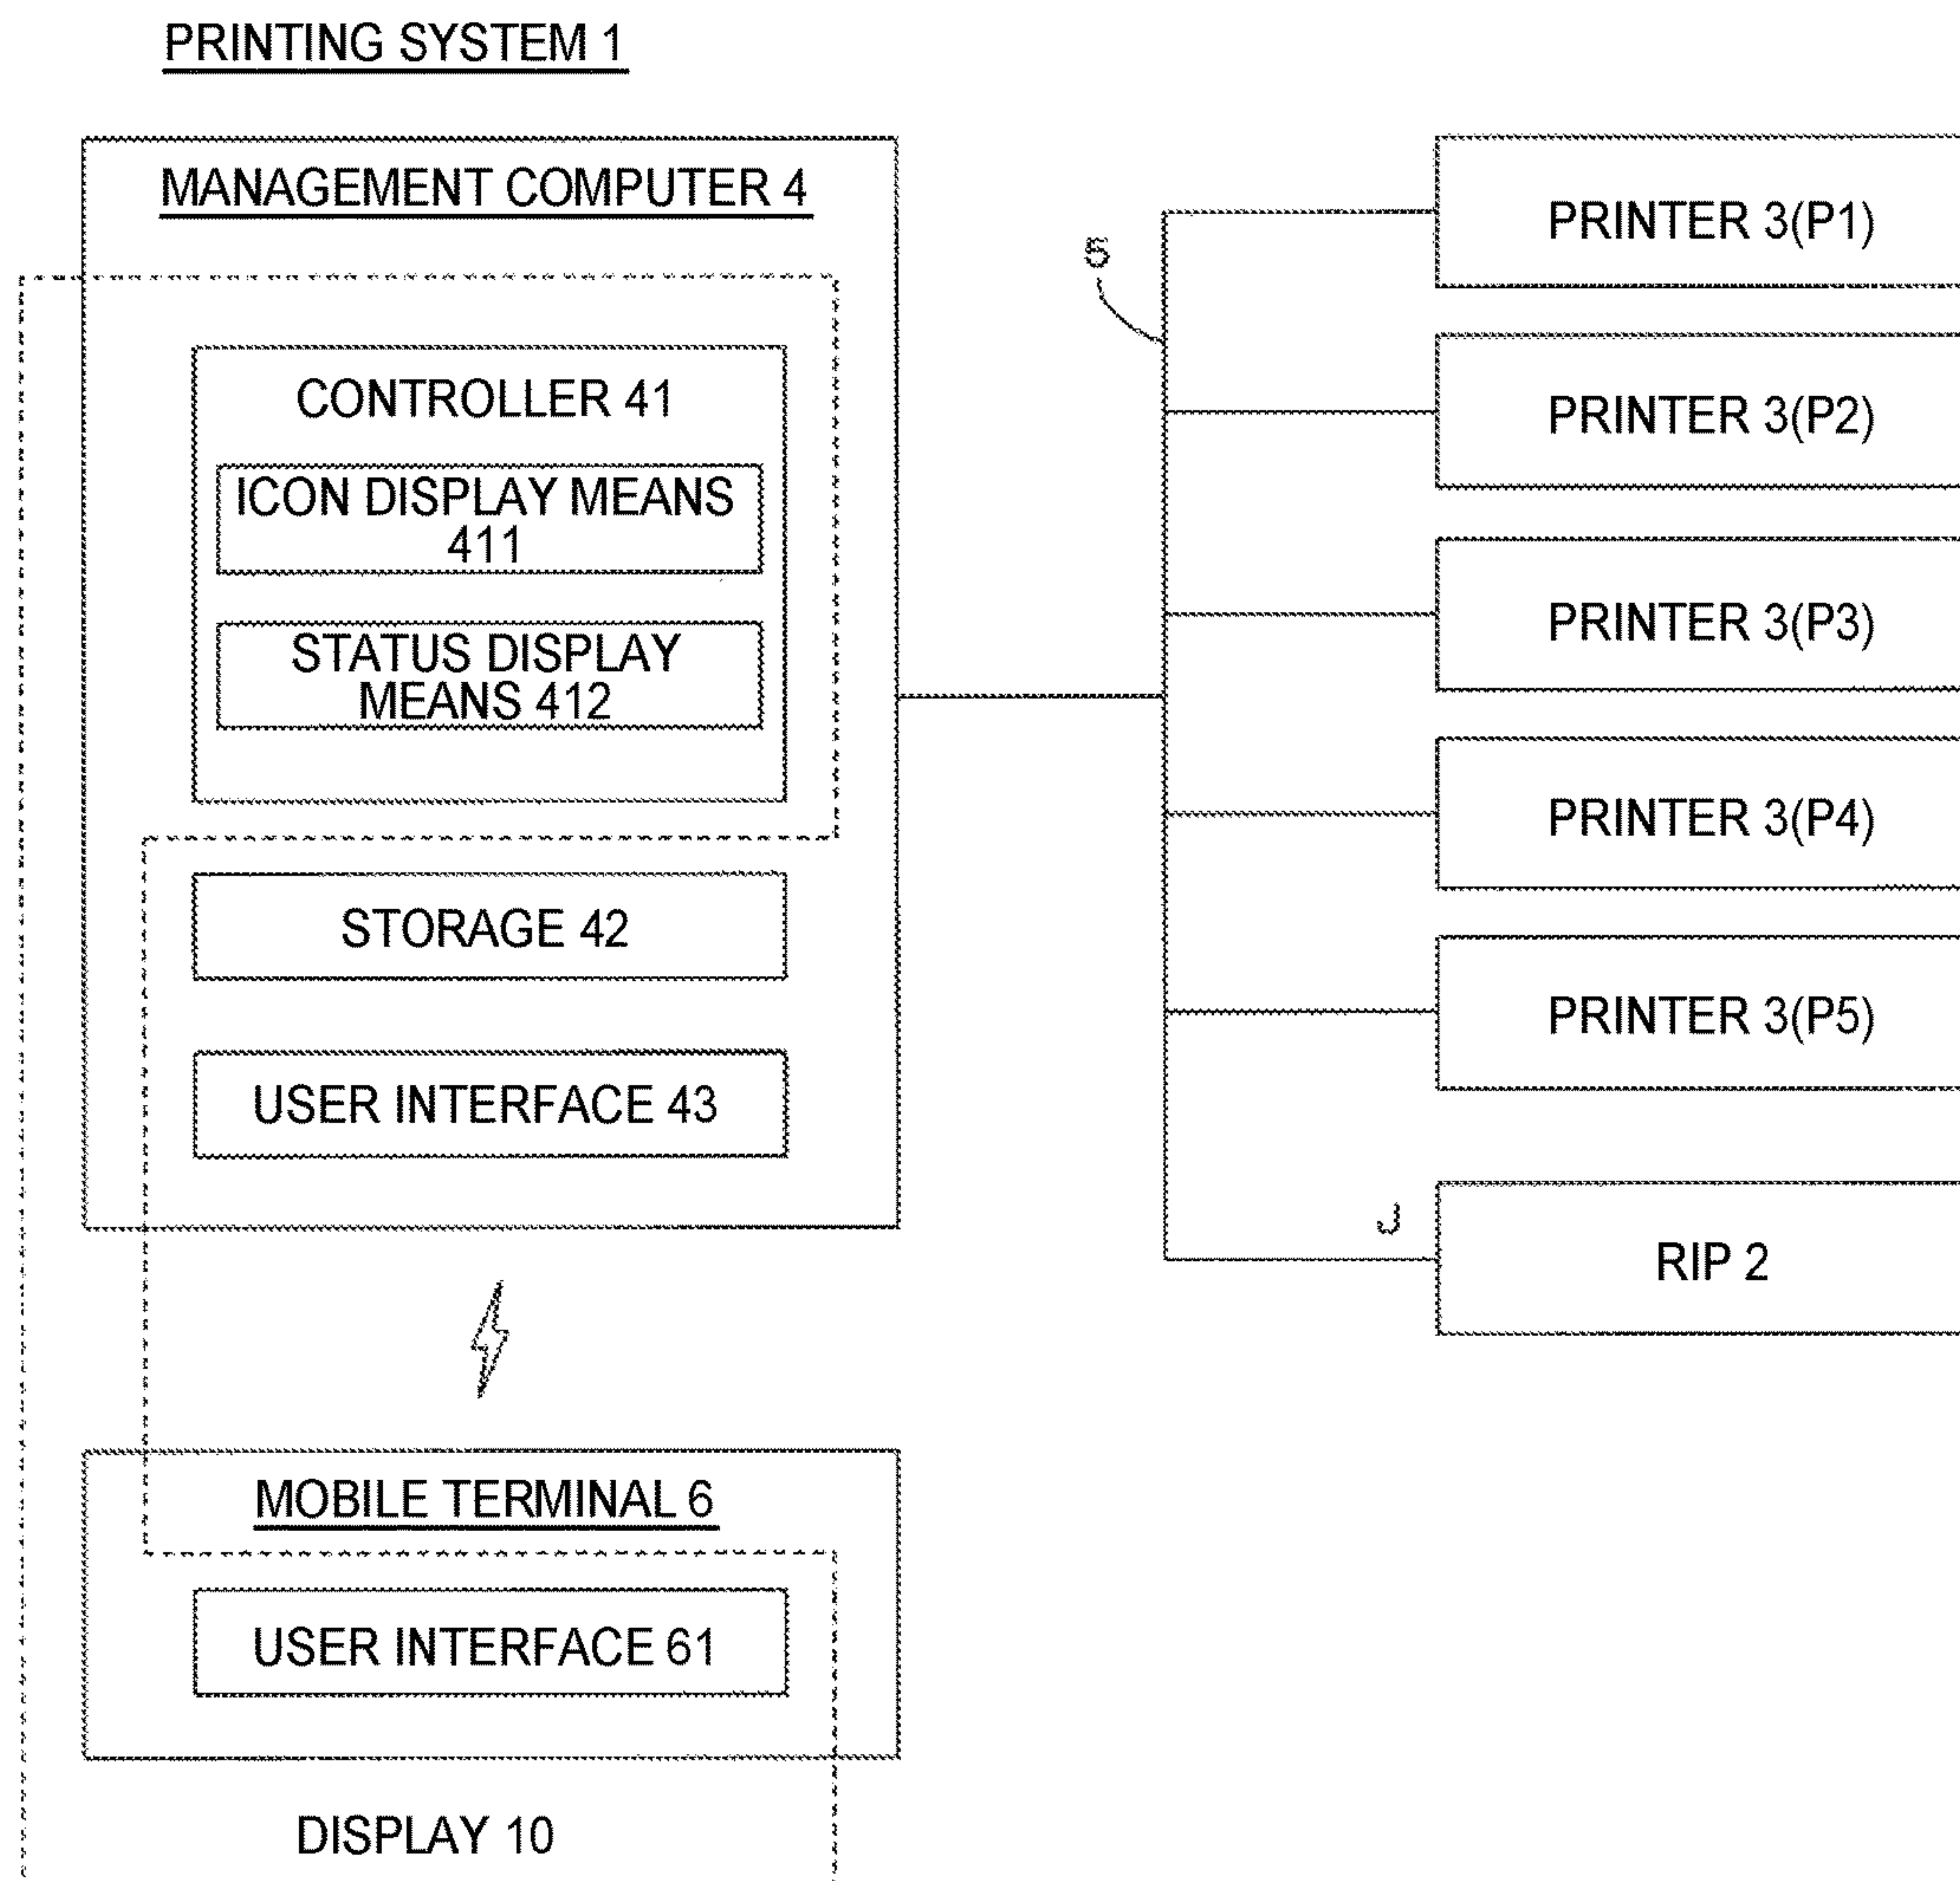 PRINTING SYSTEM 1
MANAGEMENT COMPUTER 4
CONTROLLER 41
ICON DISPLAY MEANS
411
STATUS DISPLAY
MEANS 412
STORAGE 42
USER INTERFACE 43
MOBILE TERMINAL 6
USER INTERFACE 61
DISPLAY 10
5
PRINTER 3(P1)
PRINTER 3(P2)
PRINTER 3(P3)
PRINTER 3(P4)
PRINTER 3(P5)
J
RIP 2